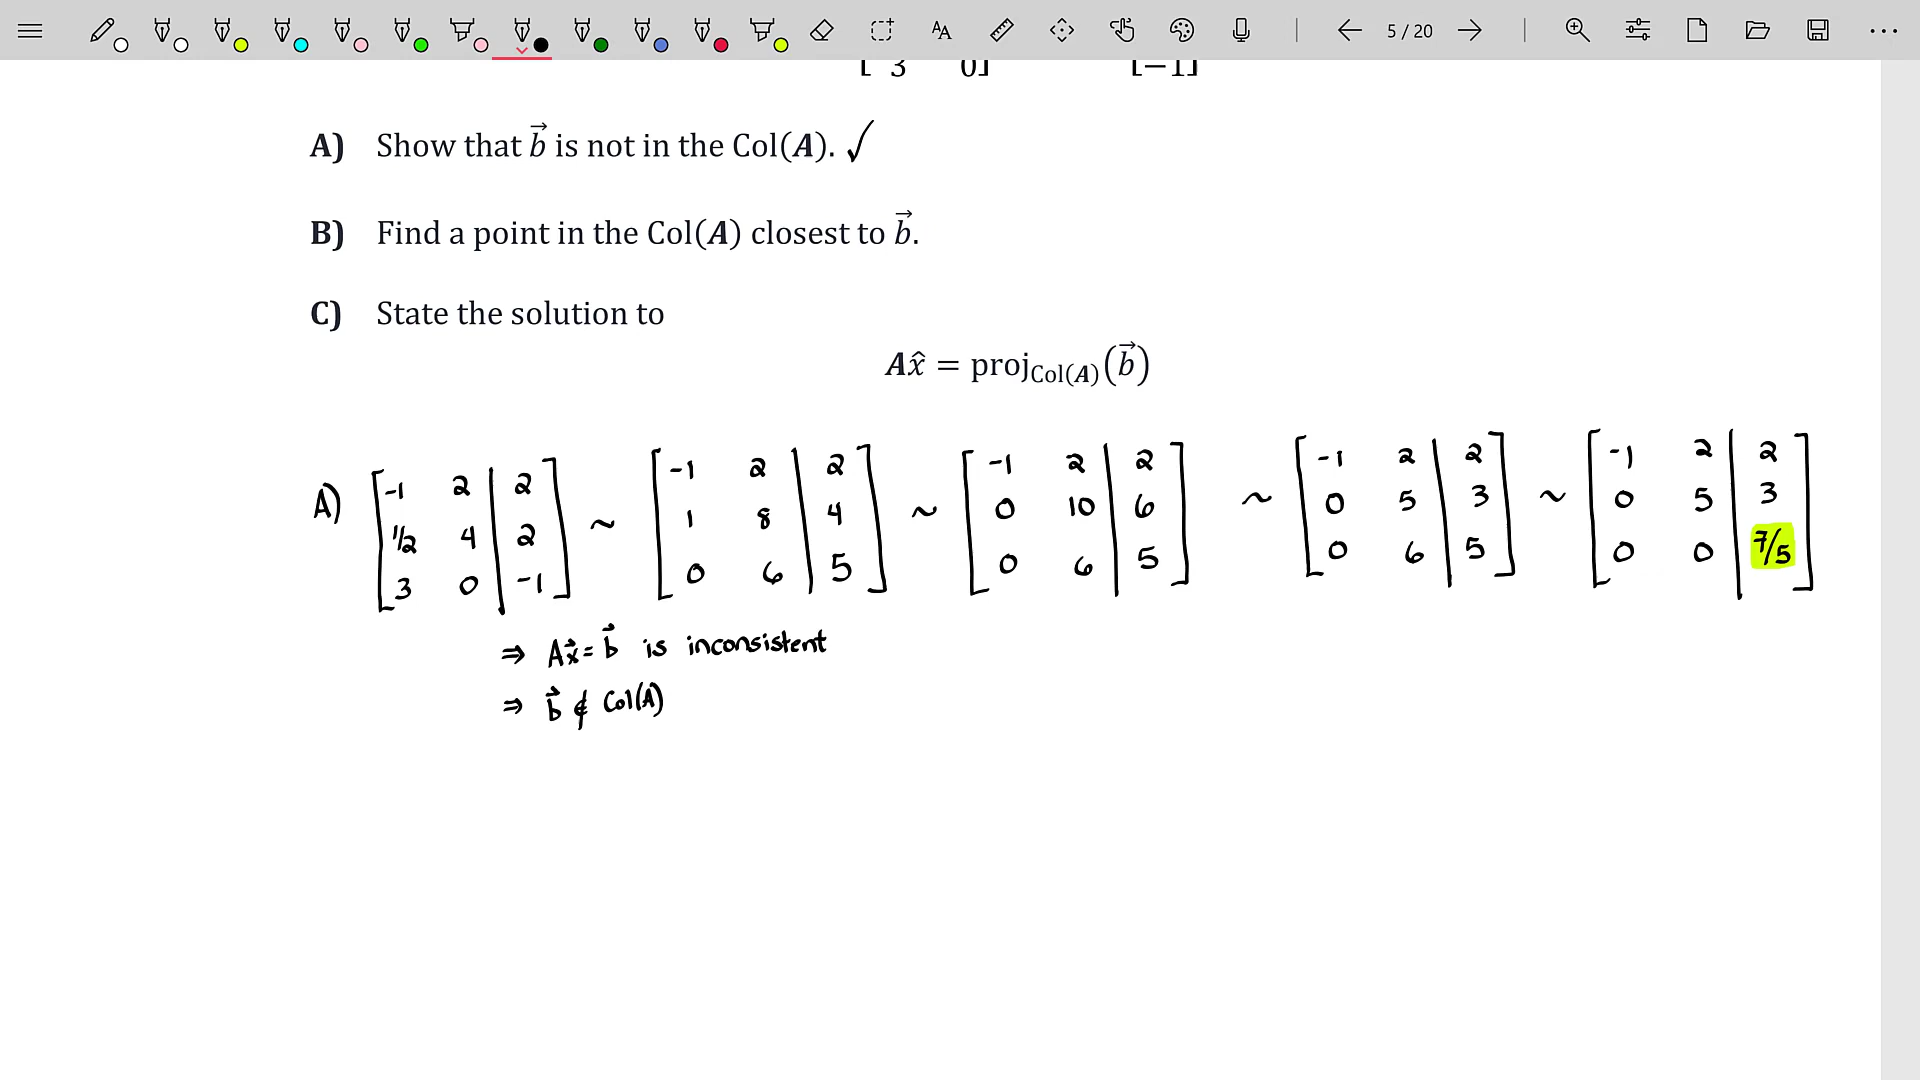 5 / 20
[ 3 0] [−1]
A) Show that b⃗ is not in the Col(A). ✓
B) Find a point in the Col(A) closest to b⃗.
C) State the solution to
Ax̂ = proj_Col(A)(b⃗)
A) [-1 2 | 2] ~ [-1 2 | 2] ~ [-1 2 | 2] ~ [-1 2 | 2] ~ [-1 2 | 2]
[1/2 4 | 2] [1 8 | 4] [0 10 | 6] [0 5 | 3] [0 5 | 3]
[3 0 | -1] [0 6 | 5] [0 6 | 5] [0 6 | 5] [0 0 | 7/5]
⇒ Ax⃗ = b⃗ is inconsistent
⇒ b⃗ ∉ Col(A)